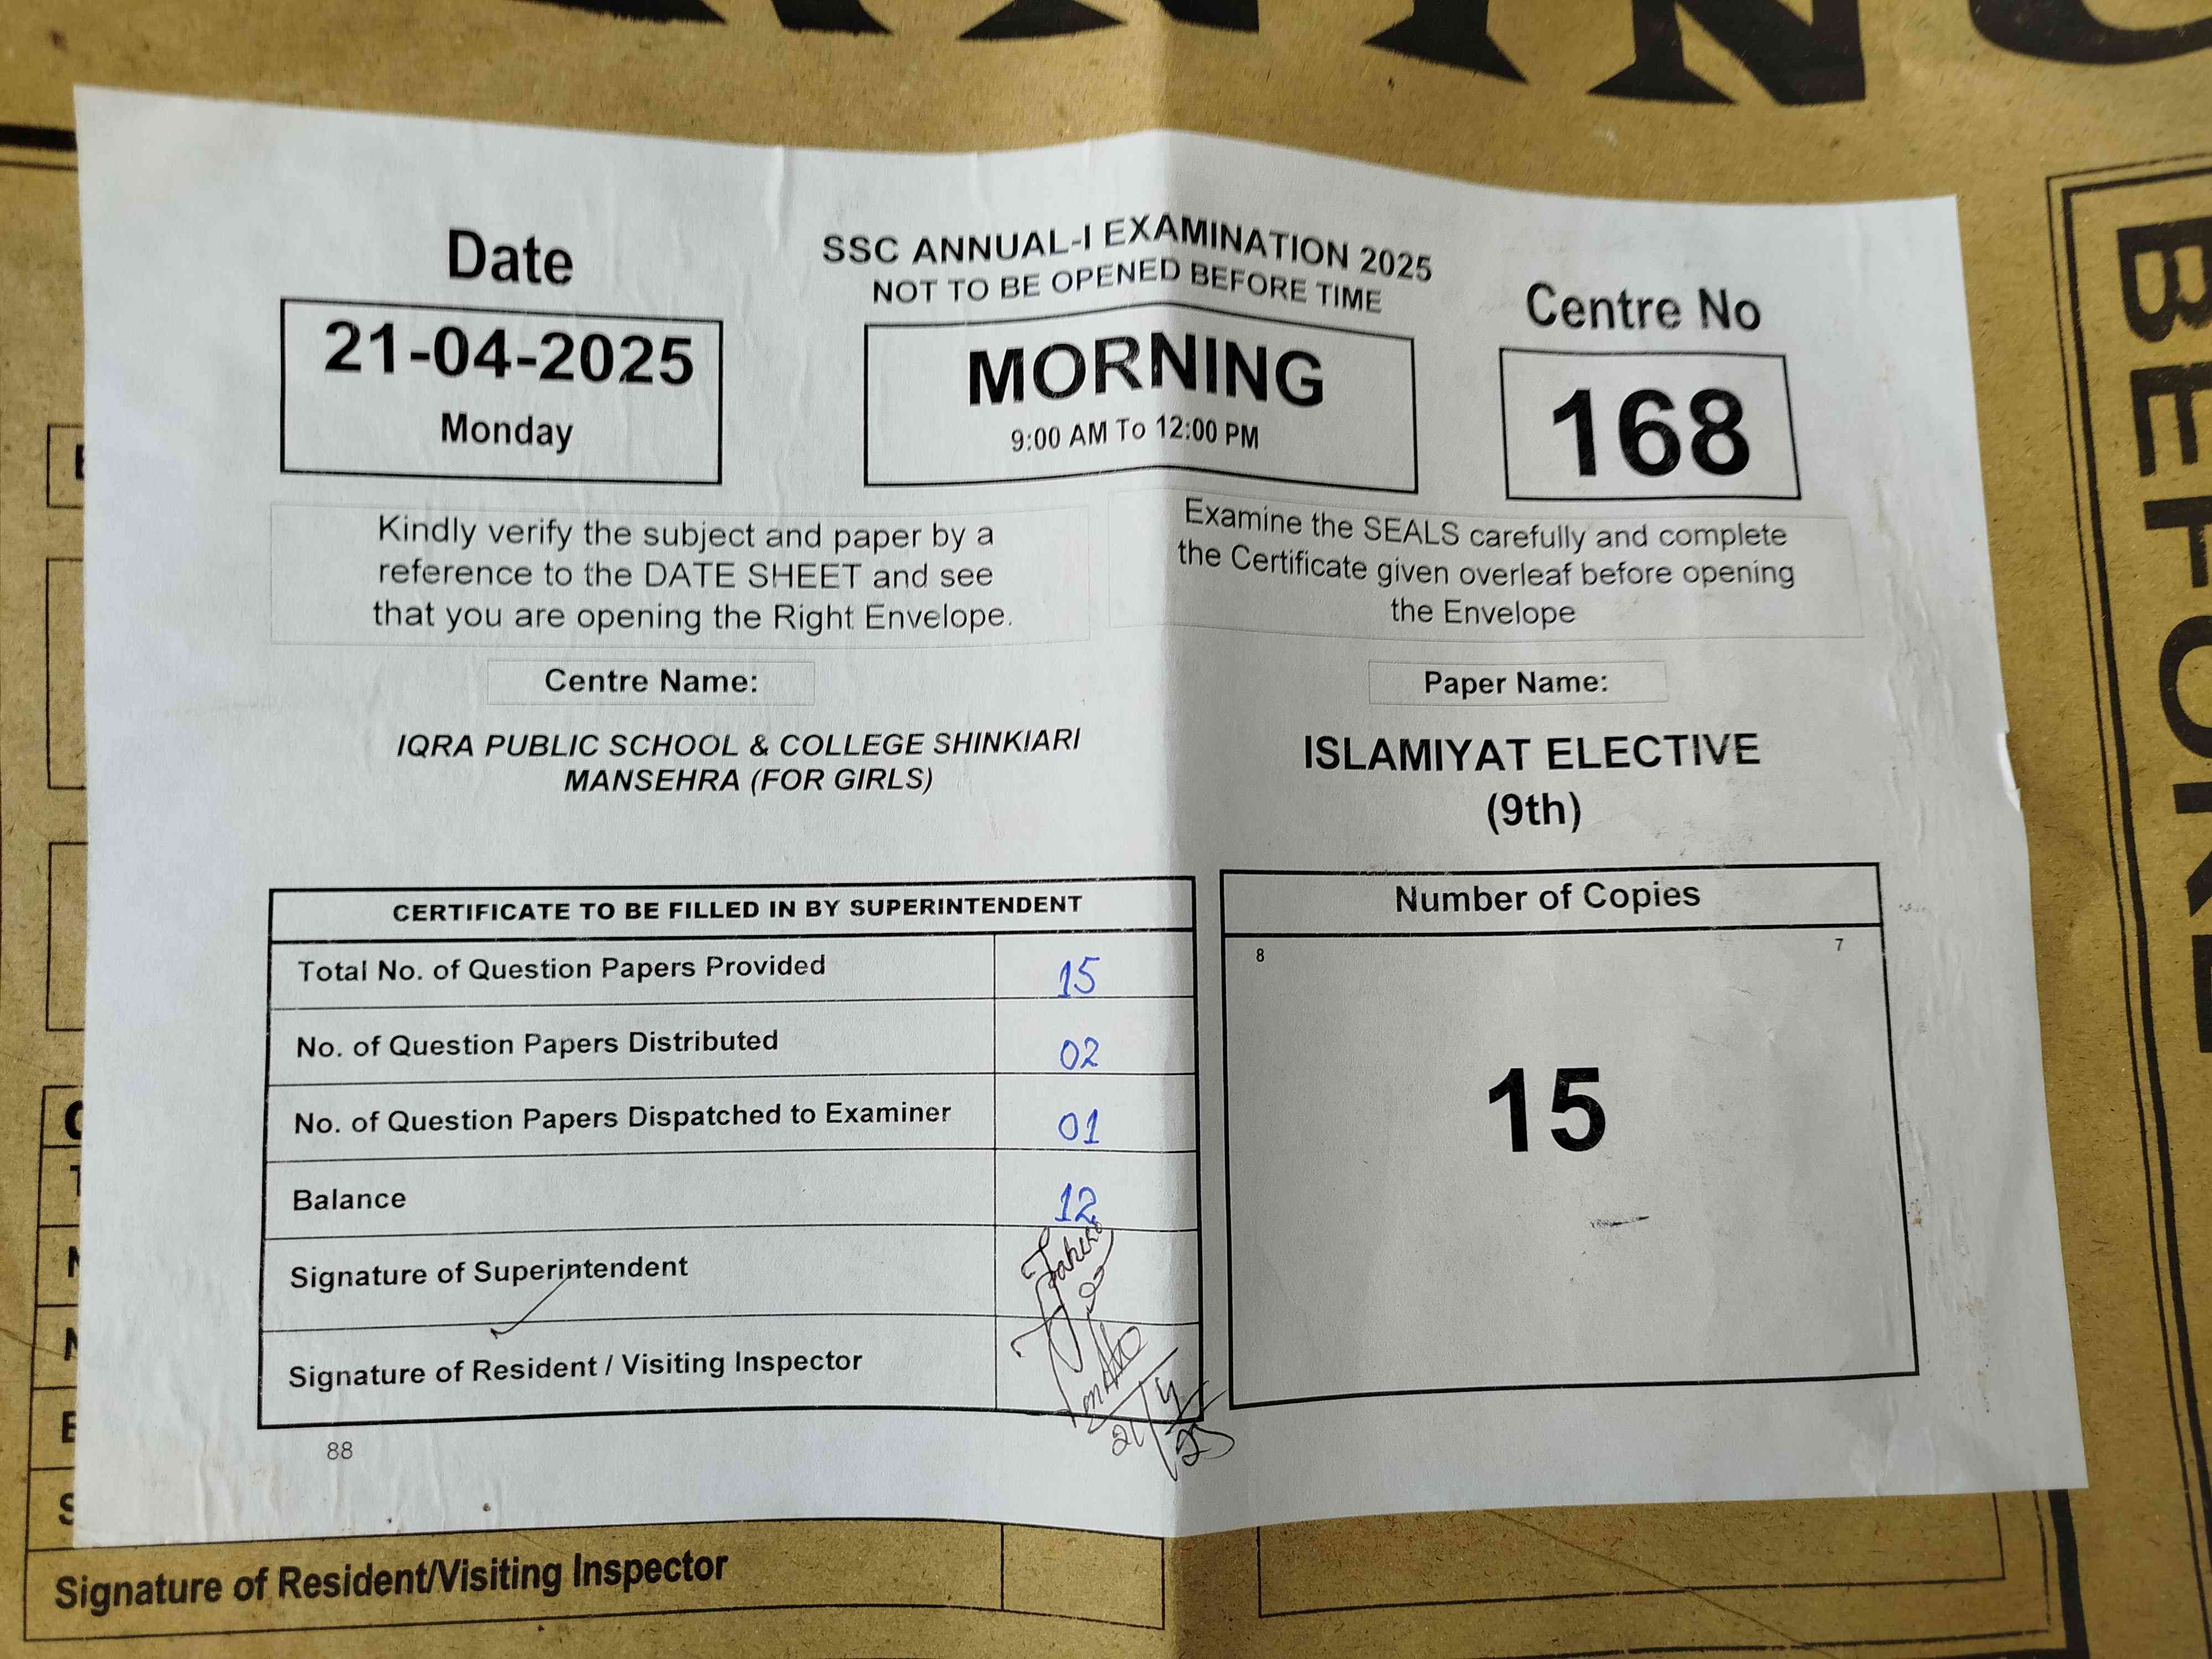 Date
21-04-2025
Monday
SSC ANNUAL-I EXAMINATION 2025
NOT TO BE OPENED BEFORE TIME
MORNING
9:00 AM To 12:00 PM
Centre No
168
Kindly verify the subject and paper by a
reference to the DATE SHEET and see
that you are opening the Right Envelope.
Examine the SEALS carefully and complete
the Certificate given overleaf before opening
the Envelope
Centre Name:
IQRA PUBLIC SCHOOL & COLLEGE SHINKIARI
MANSEHRA (FOR GIRLS)
Paper Name:
ISLAMIYAT ELECTIVE
(9th)
CERTIFICATE TO BE FILLED IN BY SUPERINTENDENT
Total No. of Question Papers Provided 15
No. of Question Papers Distributed 02
No. of Question Papers Dispatched to Examiner 01
Balance 12
Signature of Superintendent
Signature of Resident / Visiting Inspector
21/4/25
88
Number of Copies
8 7
15
Signature of Resident/Visiting Inspector
BEFORE